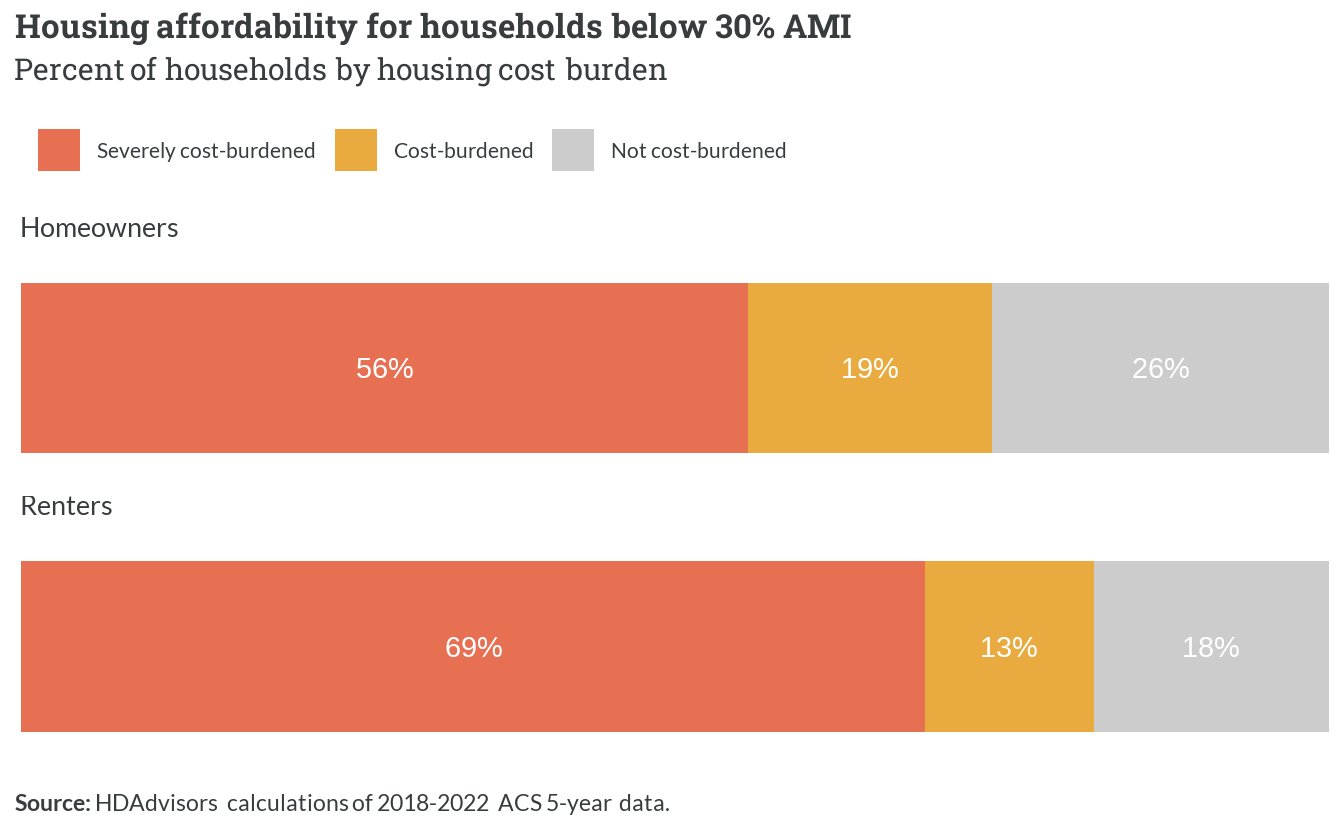 Housing affordability for households below 30% AMI
Percent of households by housing cost burden
Severely cost-burdened Cost-burdened Not cost-burdened
Homeowners
56% 19% 26%
Renters
69% 13% 18%
Source: HDAdvisors calculations of 2018-2022 ACS 5-year data.